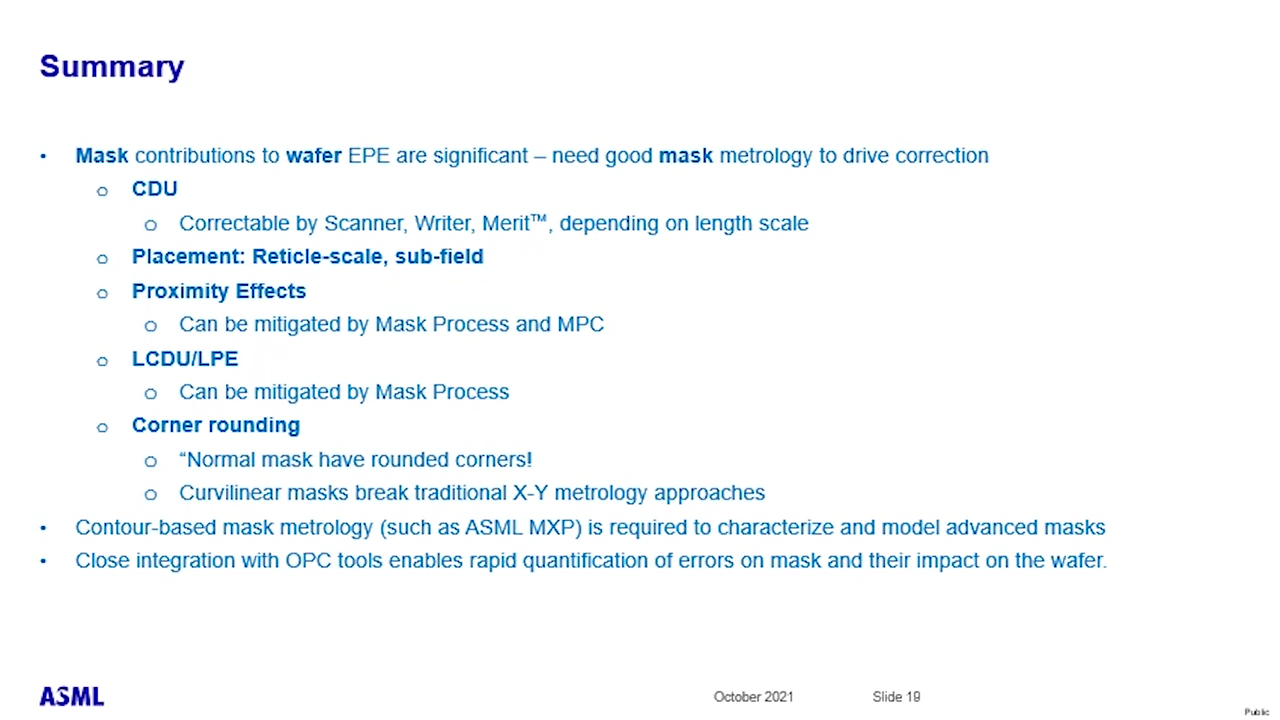 Summary
• Mask contributions to wafer EPE are significant – need good mask metrology to drive correction
o CDU
o Correctable by Scanner, Writer, Merit™, depending on length scale
o Placement: Reticle-scale, sub-field
o Proximity Effects
o Can be mitigated by Mask Process and MPC
o LCDU/LPE
o Can be mitigated by Mask Process
o Corner rounding
o “Normal mask have rounded corners!
o Curvilinear masks break traditional X-Y metrology approaches
• Contour-based mask metrology (such as ASML MXP) is required to characterize and model advanced masks
• Close integration with OPC tools enables rapid quantification of errors on mask and their impact on the wafer.
ASML October 2021 Slide 19
Public